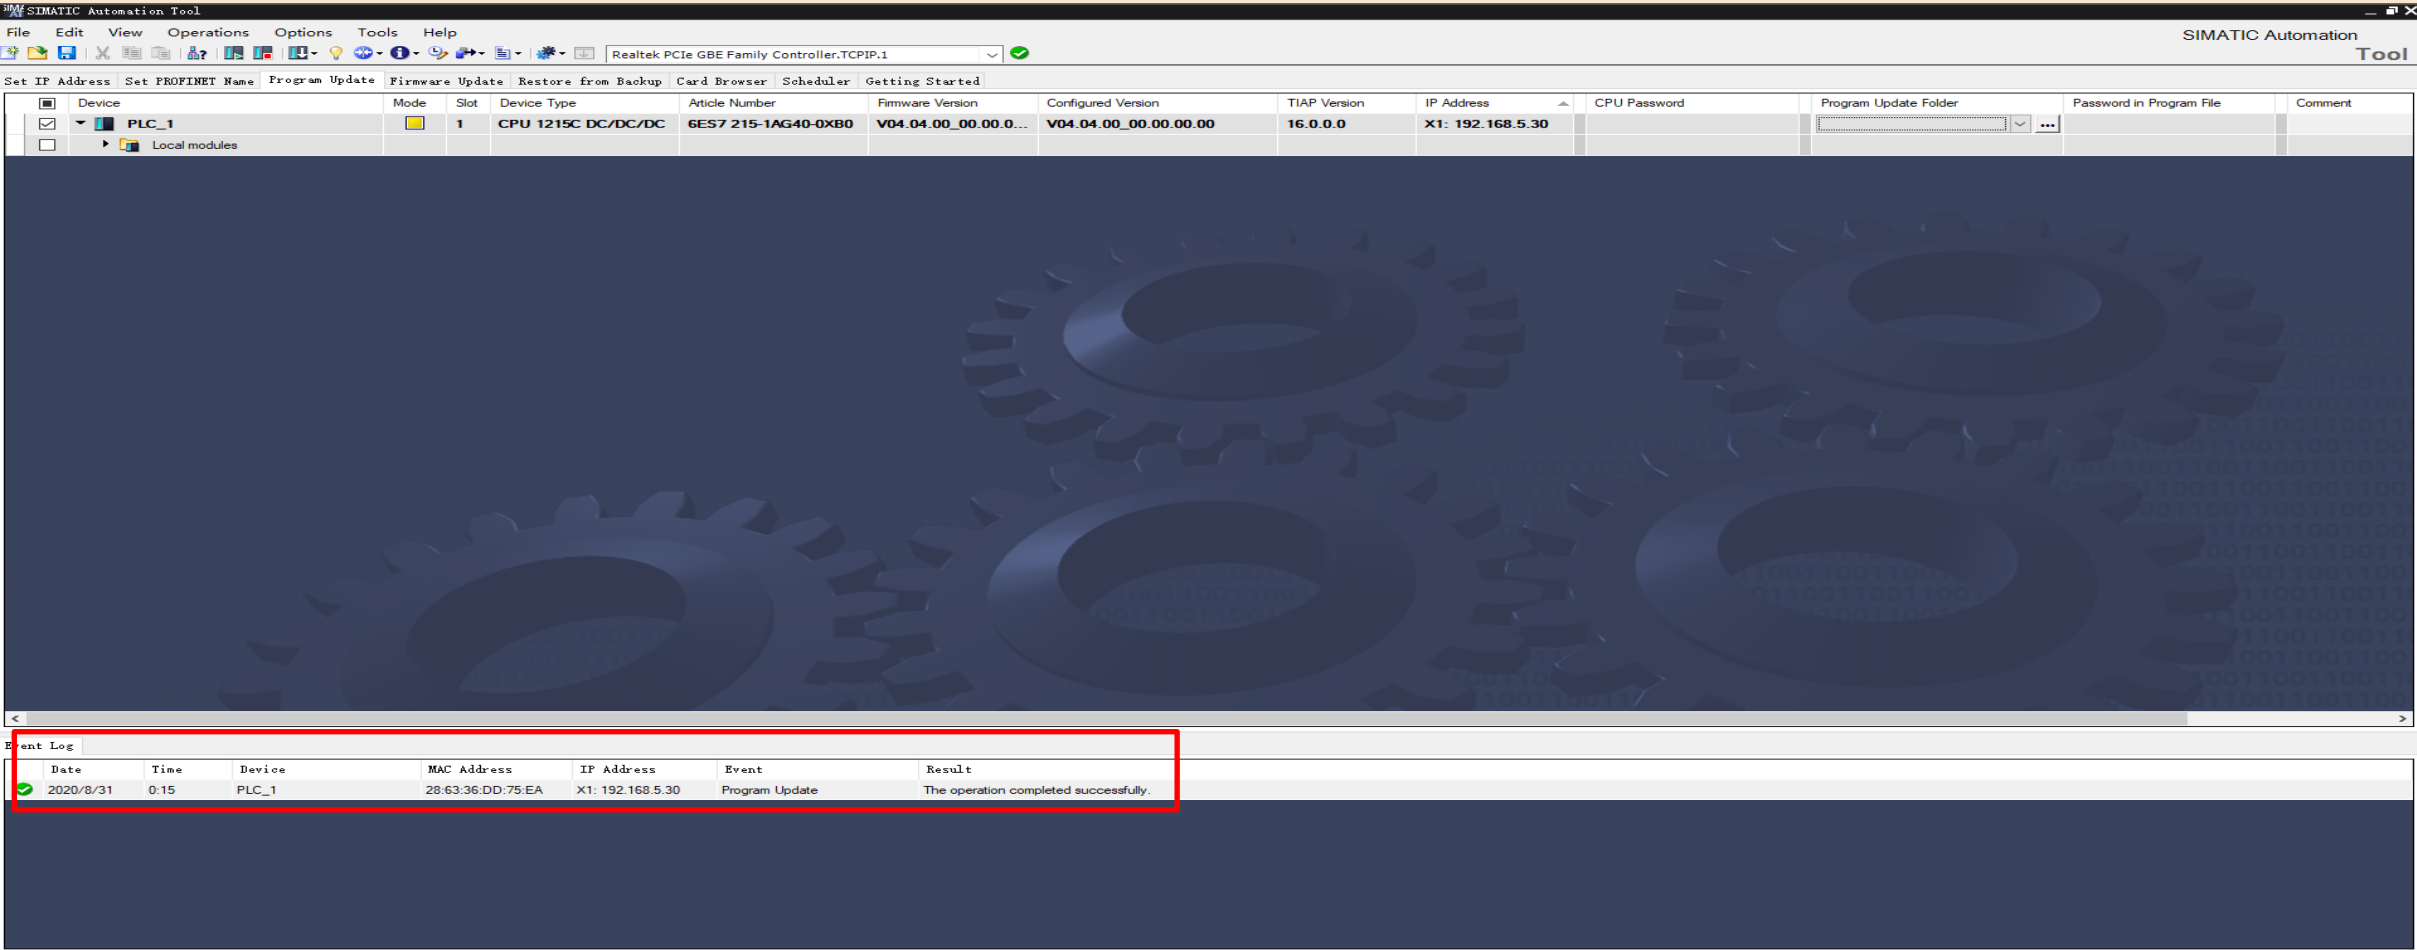 SIMATIC Automation Tool
File Edit View Operations Options Tools Help
SIMATIC Automation
Tool
Realtek PCIe GBE Family Controller.TCPIP.1
Set IP Address Set PROFINET Name Program Update Firmware Update Restore from Backup Card Browser Scheduler Getting Started
Device Mode Slot Device Type Article Number Firmware Version Configured Version TIAP Version IP Address CPU Password Program Update Folder Password in Program File Comment
PLC_1 1 CPU 1215C DC/DC/DC 6ES7 215-1AG40-0XB0 V04.04.00_00.00.0... V04.04.00_00.00.00.00 16.0.0.0 X1: 192.168.5.30 ...
Local modules
Event Log
Date Time Device MAC Address IP Address Event Result
2020/8/31 0:15 PLC_1 28:63:36:DD:75:EA X1: 192.168.5.30 Program Update The operation completed successfully.